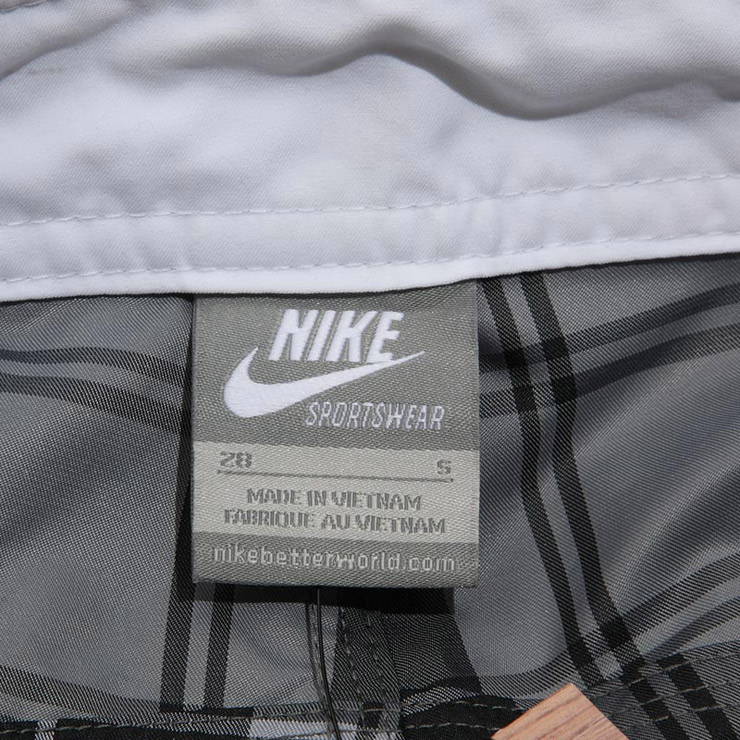 NIKE
SPORTSWEAR
28 S
MADE IN VIETNAM
FABRIQUE AU VIETNAM
nikebetterworld.com